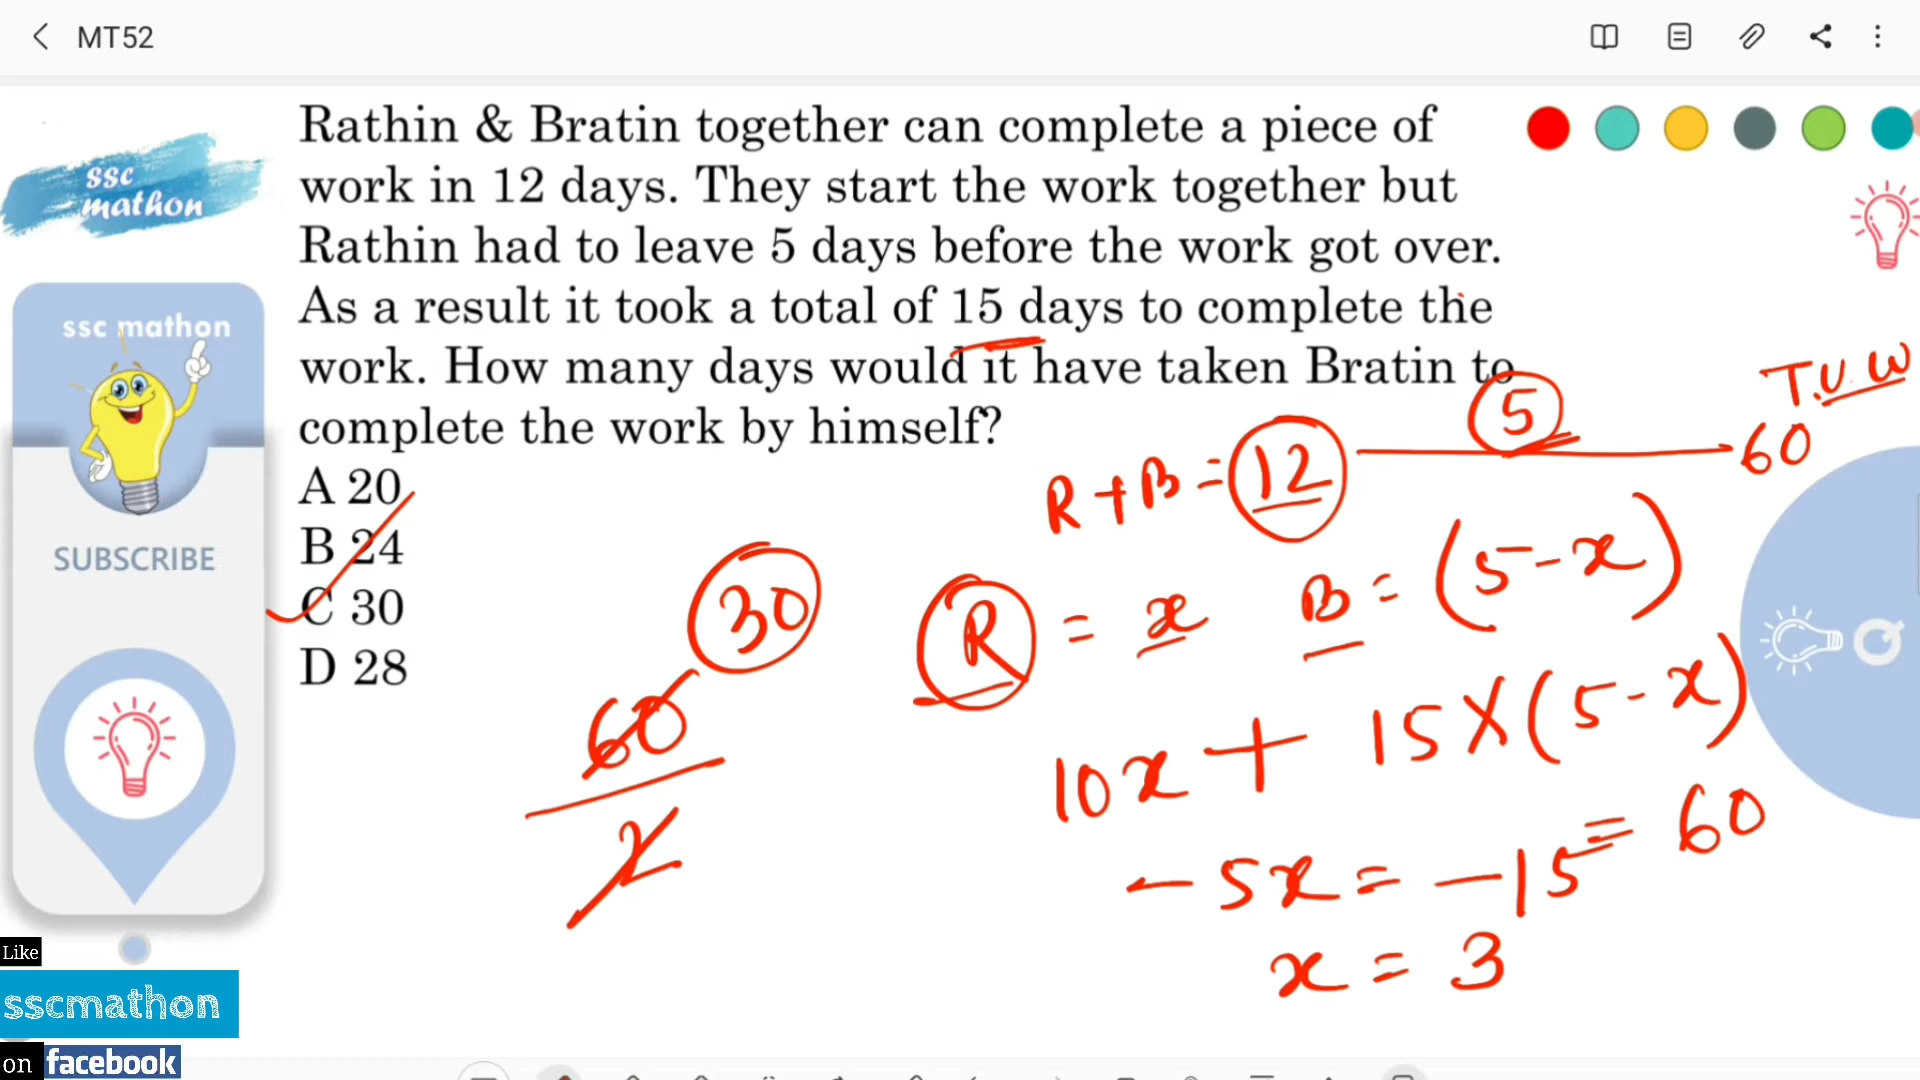 MT52
ssc
mathon
Rathin & Bratin together can complete a piece of
work in 12 days. They start the work together but
Rathin had to leave 5 days before the work got over.
As a result it took a total of 15 days to complete the
work. How many days would it have taken Bratin to
complete the work by himself?
A 20
B 24
C 30
D 28
ssc mathon
SUBSCRIBE
T.U.W
R + B = 12
5
60
R = x B = (5 - x)
10x + 15 X (5 - x)
= 60
- 5x = - 15
x = 3
30
60
2
Like
sscmathon
on facebook